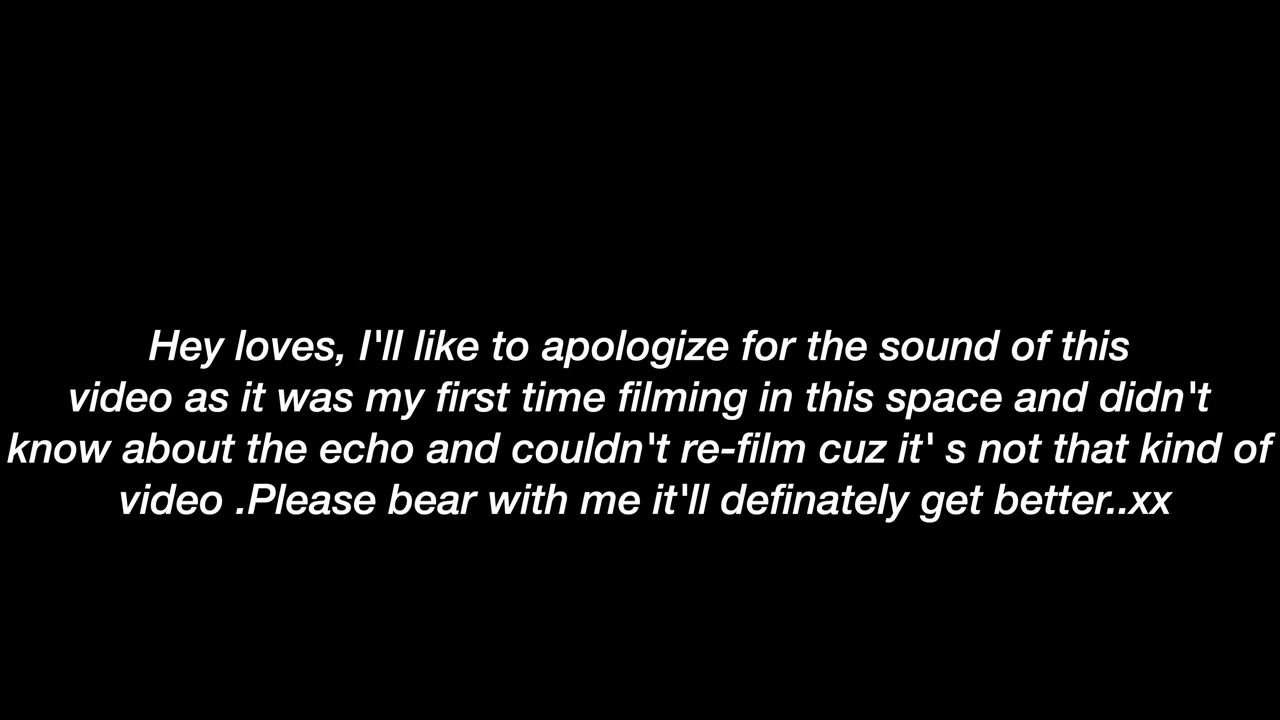 Hey loves, I'll like to apologize for the sound of this
video as it was my first time filming in this space and didn't
know about the echo and couldn't re-film cuz it' s not that kind of
video .Please bear with me it'll definately get better..xx